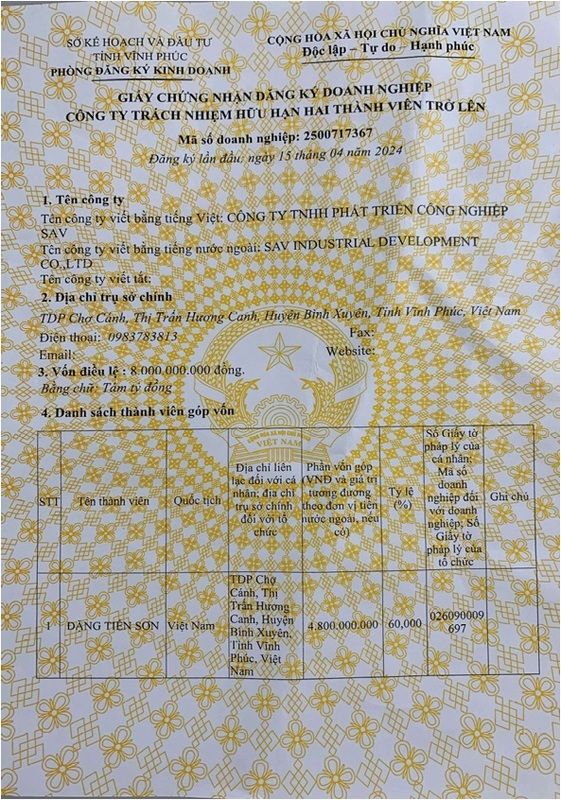 SỞ KẾ HOẠCH VÀ ĐẦU TƯ
TỈNH VĨNH PHÚC
PHÒNG ĐĂNG KÝ KINH DOANH
CỘNG HÒA XÃ HỘI CHỦ NGHĨA VIỆT NAM
Độc lập – Tự do – Hạnh phúc
GIẤY CHỨNG NHẬN ĐĂNG KÝ DOANH NGHIỆP
CÔNG TY TRÁCH NHIỆM HỮU HẠN HAI THÀNH VIÊN TRỞ LÊN
Mã số doanh nghiệp: 2500717367
Đăng ký lần đầu: ngày 15 tháng 04 năm 2024
1. Tên công ty
Tên công ty viết bằng tiếng Việt: CÔNG TY TNHH PHÁT TRIỂN CÔNG NGHIỆP
SAV
Tên công ty viết bằng tiếng nước ngoài: SAV INDUSTRIAL DEVELOPMENT
CO.,LTD
Tên công ty viết tắt:
2. Địa chỉ trụ sở chính
TDP Chợ Cánh, Thị Trấn Hương Canh, Huyện Bình Xuyên, Tỉnh Vĩnh Phúc, Việt Nam
Điện thoại: 0983783813 Fax:
Email: Website:
3. Vốn điều lệ : 8.000.000.000 đồng.
Bằng chữ: Tám tỷ đồng
4. Danh sách thành viên góp vốn
VIỆT NAM
STT
Tên thành viên
Quốc tịch
Địa chỉ liên
lạc đối với cá
nhân; địa chỉ
trụ sở chính
đối với tổ
chức
Phần vốn góp
(VNĐ và giá trị
tương đương
theo đơn vị tiền
nước ngoài, nếu
có)
Tỷ lệ
(%)
Số Giấy tờ
pháp lý của
cá nhân;
Mã số
doanh
nghiệp đối
với doanh
nghiệp; Số
Giấy tờ
pháp lý của
tổ chức
Ghi chú
1
ĐẶNG TIẾN SƠN
Việt Nam
TDP Chợ
Cánh, Thị
Trấn Hương
Canh, Huyện
Bình Xuyên,
Tỉnh Vĩnh
Phúc, Việt
Nam
4.800.000.000
60,000
026090009
697